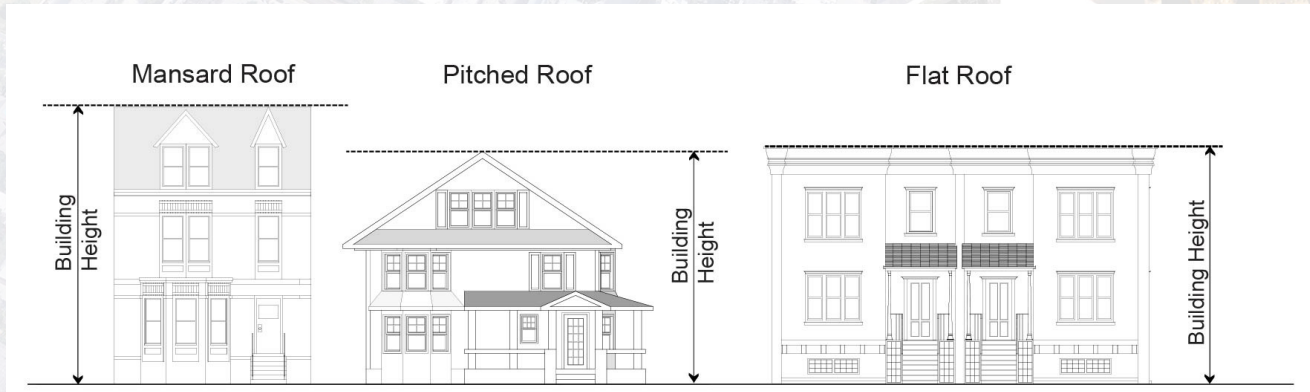 Mansard Roof
Pitched Roof
Flat Roof
Building
Height
Building
Height
Building Height